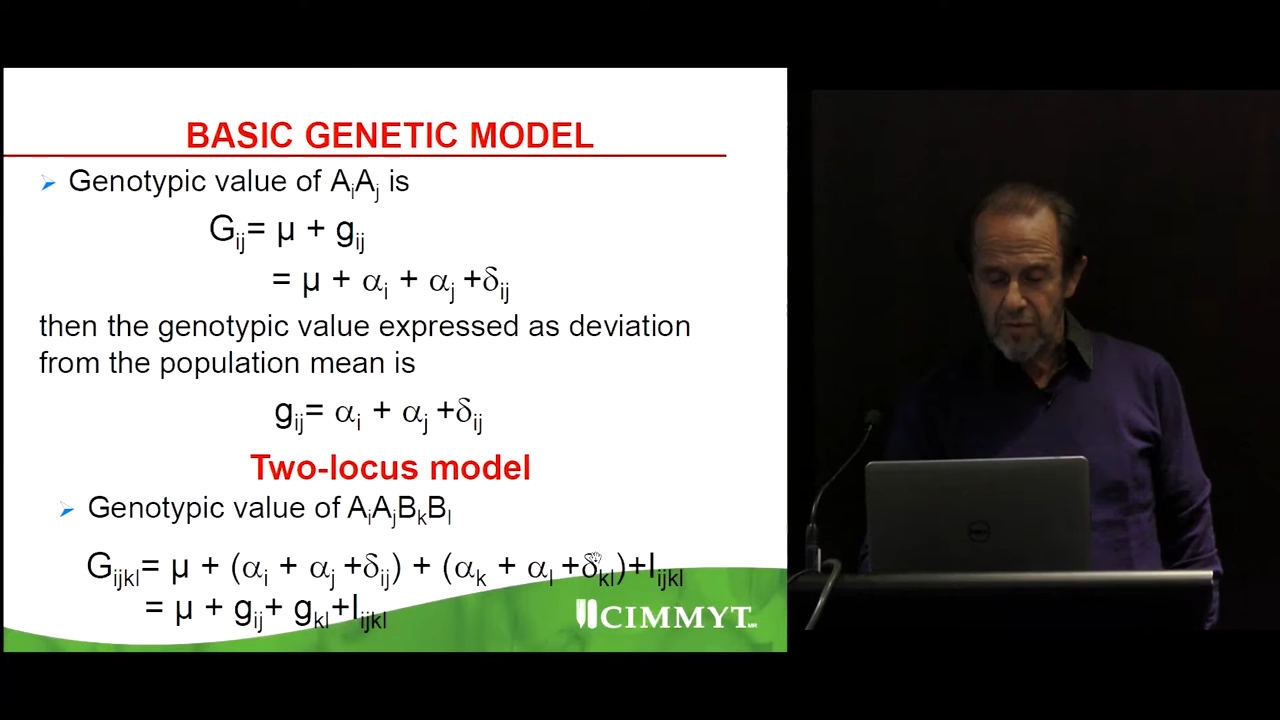 BASIC GENETIC MODEL
Genotypic value of AiAj is
Gij= μ + gij
= μ + αi + αj +δij
then the genotypic value expressed as deviation
from the population mean is
gij= αi + αj +δij
Two-locus model
Genotypic value of AiAjBkBl
Gijkl= μ + (αi + αj +δij) + (αk + αl +δkl)+Iijkl
= μ + gij+ gkl+Iijkl
CIMMYT